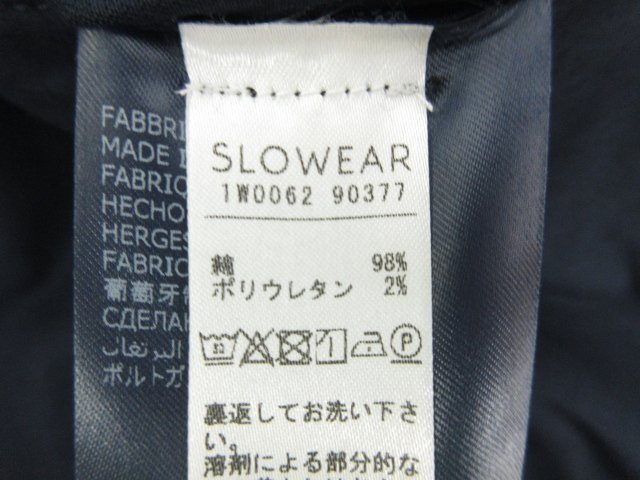 SLOWEAR
1W0062 90377
綿 98%
ポリウレタン 2%
裏返してお洗い下さ
い。
溶剤による部分的な
FABBRI
MADE I
FABRIQ
HECHO
HERGES
FABRIC
葡萄牙
СДЕЛАН
البرتغال
ポルトガ